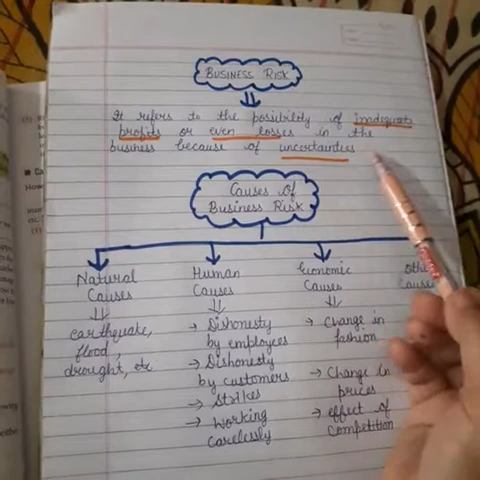 BUSINESS RISK
It refers to the possibility of inadequate
profits or even losses in the
business because of uncertainties
Causes of
Business Risk
Natural
Causes
earthquake,
flood,
drought, etc
Human
Causes
→ Dishonesty
by employees
→ Dishonesty
by customers
→ Strikes
→ Working
carelessly
Economic
Causes
→ Change in
fashion
→ Change in
prices
→ effect of
competition
Causes